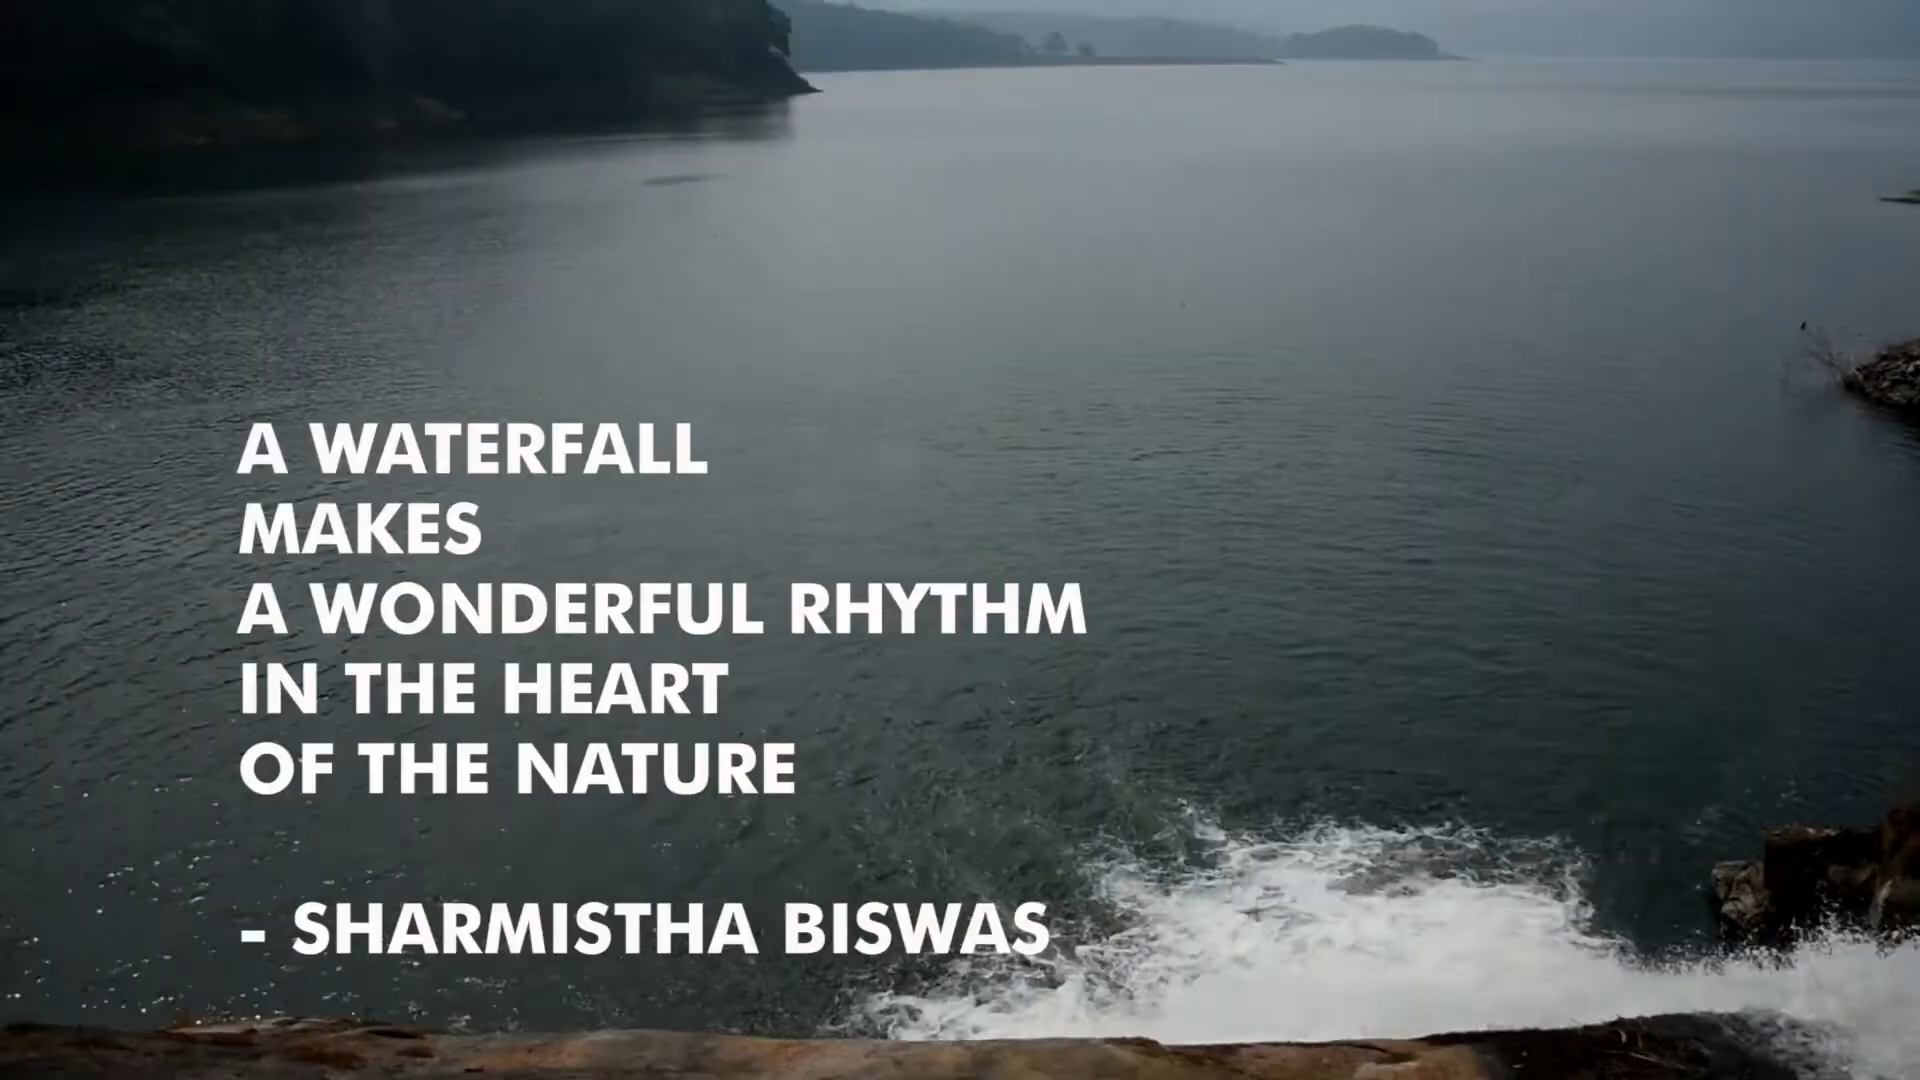 A WATERFALL
MAKES
A WONDERFUL RHYTHM
IN THE HEART
OF THE NATURE
- SHARMISTHA BISWAS